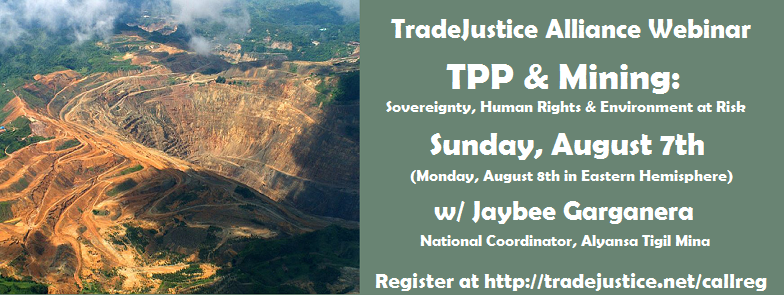 TradeJustice Alliance Webinar
TPP & Mining:
Sovereignty, Human Rights & Environment at Risk
Sunday, August 7th
(Monday, August 8th in Eastern Hemisphere)
w/ Jaybee Garganera
National Coordinator, Alyansa Tigil Mina
Register at http://tradejustice.net/callreg